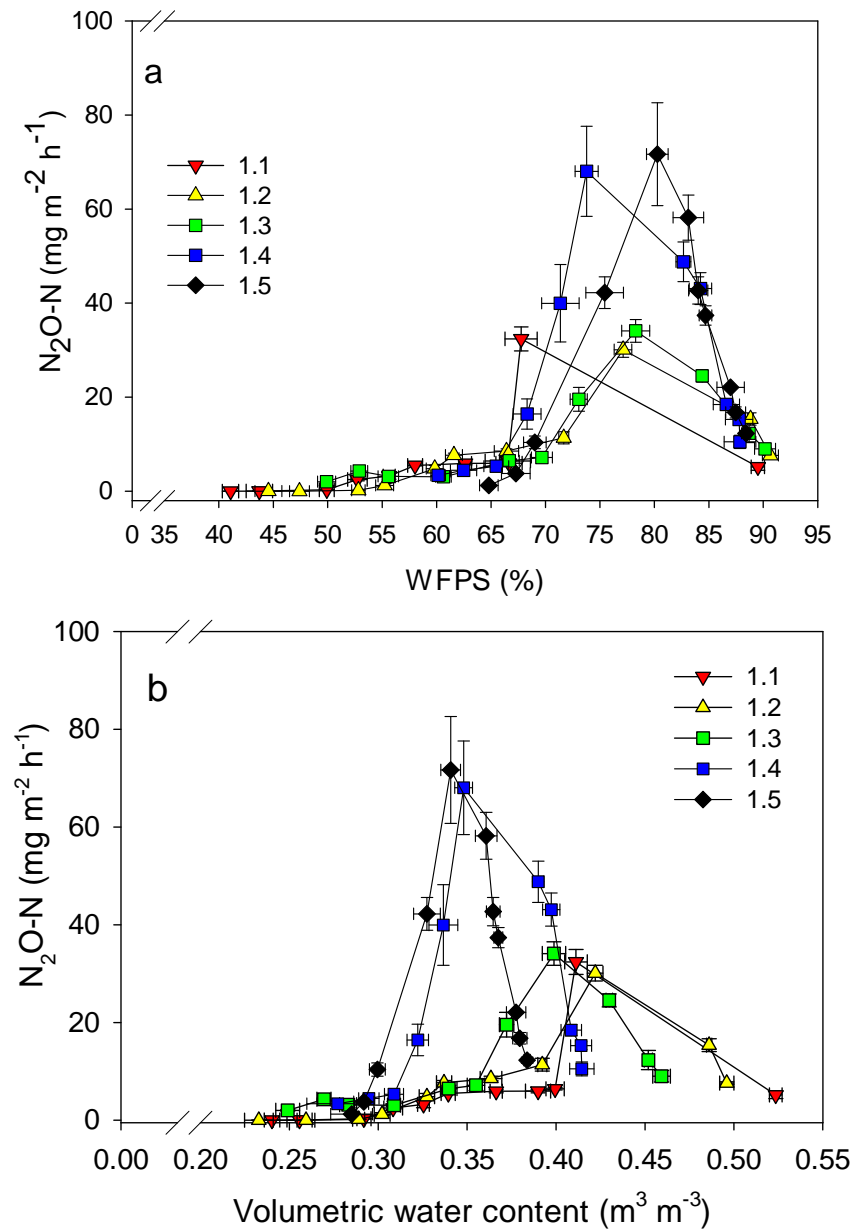 100
80
60
40
20
0
N₂O-N (mg m⁻² h⁻¹)
a
1.1
1.2
1.3
1.4
1.5
0 35 40 45 50 55 60 65 70 75 80 85 90 95
WFPS (%)
100
80
60
40
20
0
N₂O-N (mg m⁻² h⁻¹)
b
1.1
1.2
1.3
1.4
1.5
0.00 0.20 0.25 0.30 0.35 0.40 0.45 0.50 0.55
Volumetric water content (m³ m⁻³)